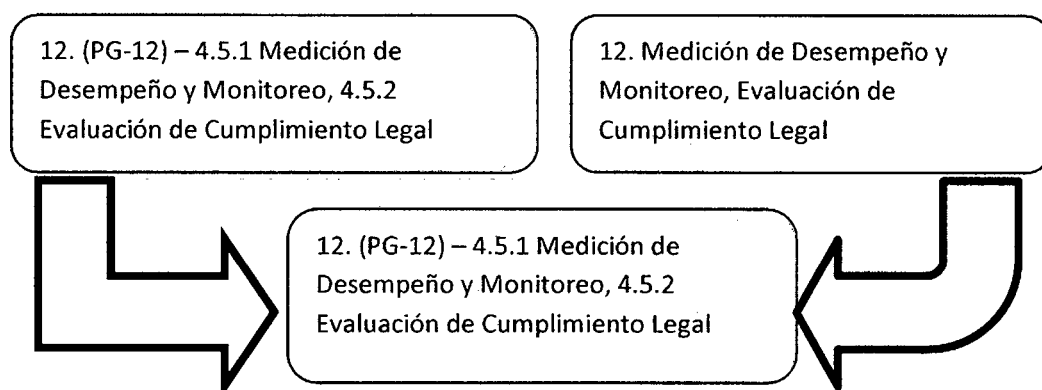 12. (PG-12) – 4.5.1 Medición de
Desempeño y Monitoreo, 4.5.2
Evaluación de Cumplimiento Legal
12. Medición de Desempeño y
Monitoreo, Evaluación de
Cumplimiento Legal
12. (PG-12) – 4.5.1 Medición de
Desempeño y Monitoreo, 4.5.2
Evaluación de Cumplimiento Legal